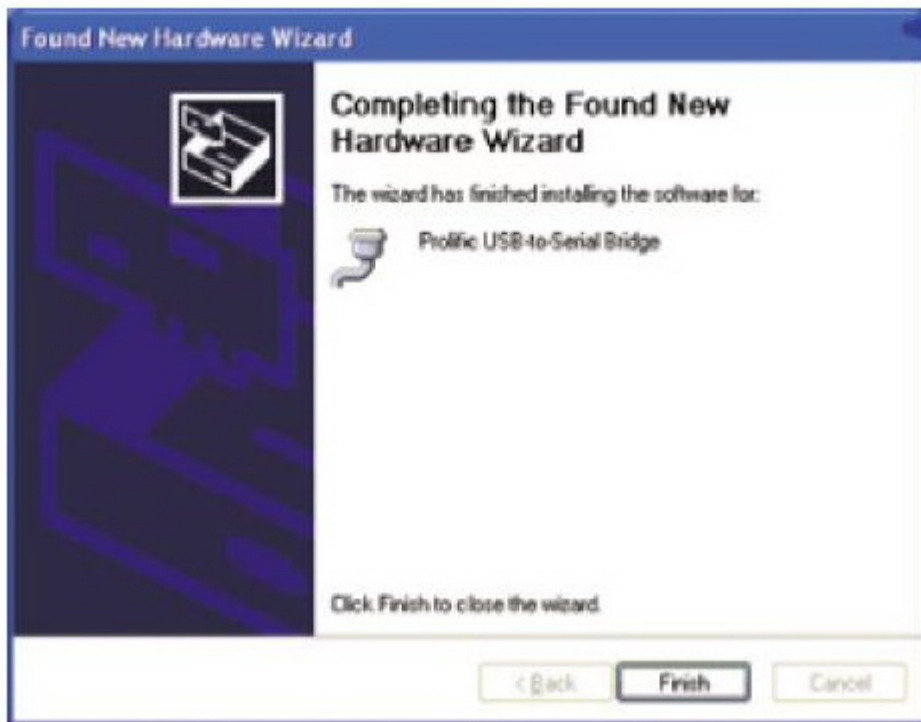 Found New Hardware Wizard
Completing the Found New
Hardware Wizard
The wizard has finished installing the software for:
Prolific USB-to-Serial Bridge
Click Finish to close the wizard.
< Back
Finish
Cancel